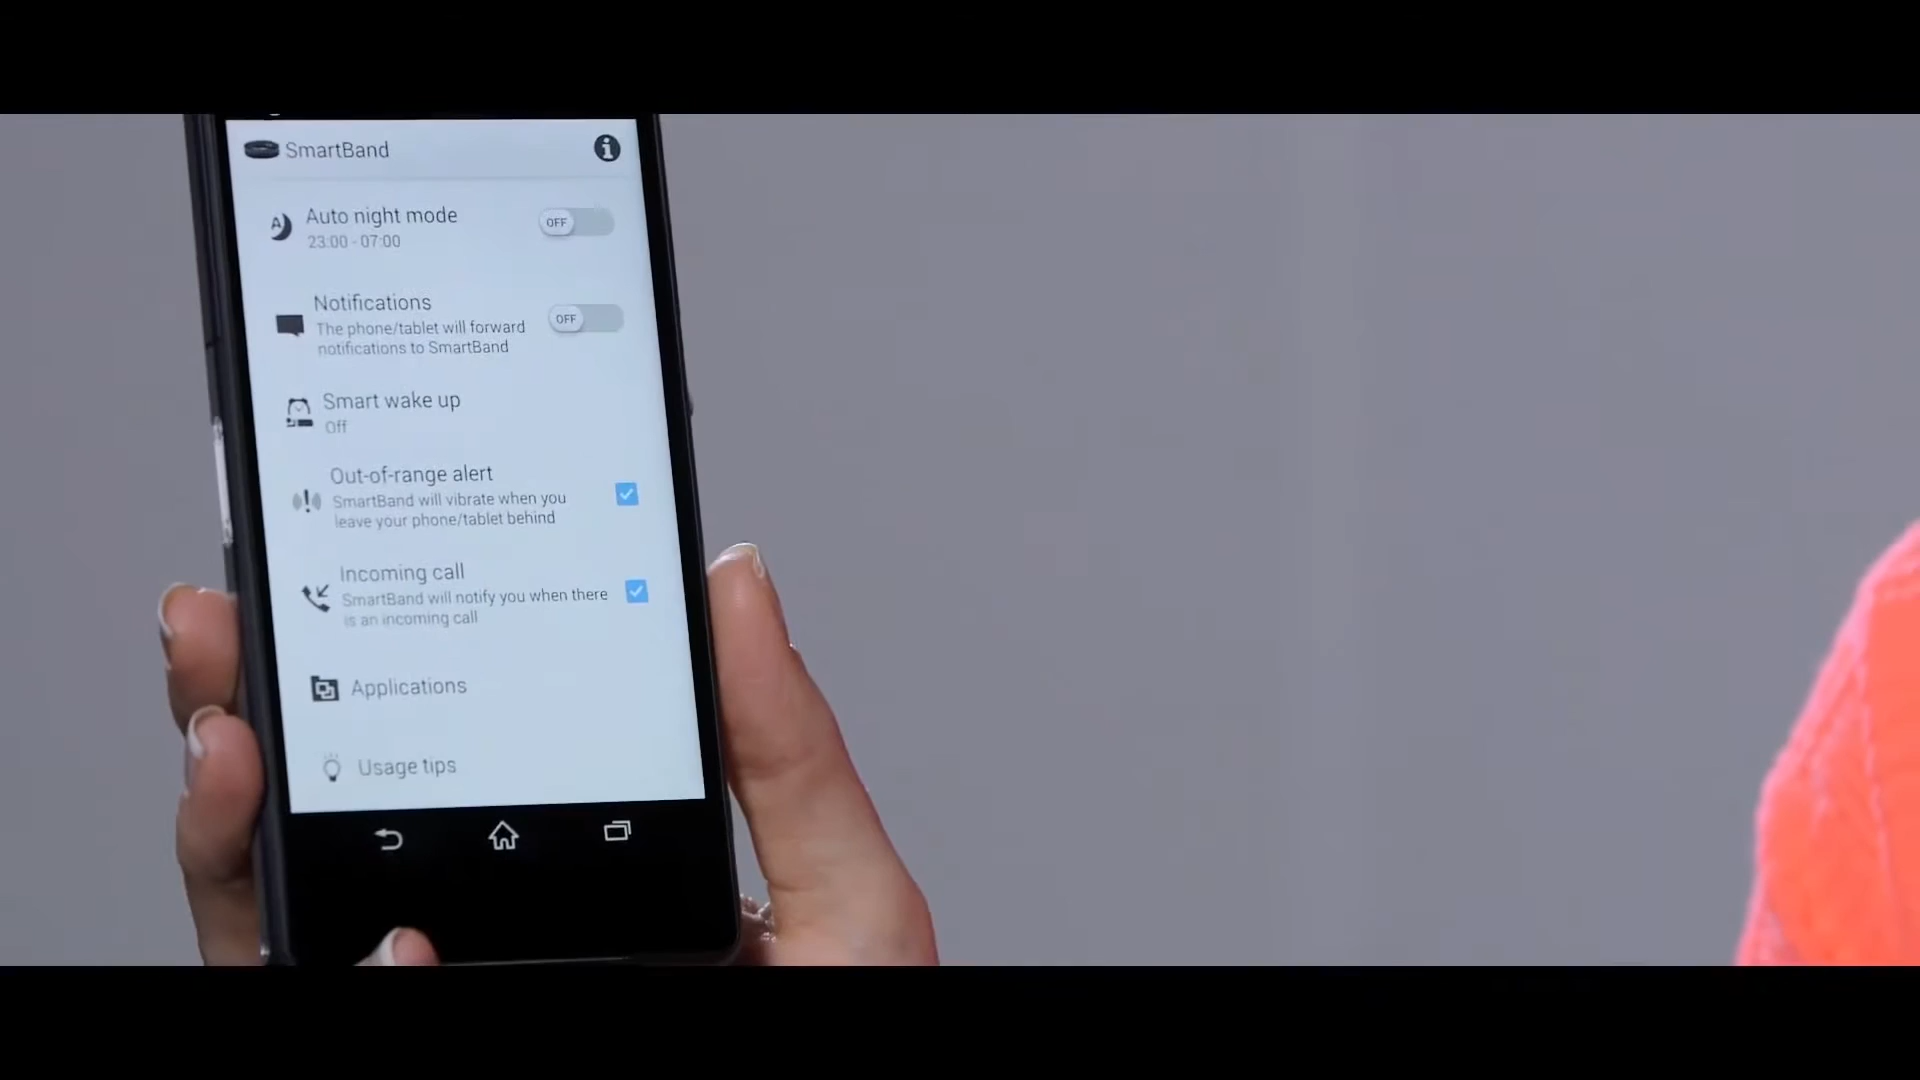 SmartBand
Auto night mode
23:00 - 07:00
OFF
Notifications
The phone/tablet will forward
notifications to SmartBand
OFF
Smart wake up
Off
Out-of-range alert
SmartBand will vibrate when you
leave your phone/tablet behind
Incoming call
SmartBand will notify you when there
is an incoming call
Applications
Usage tips